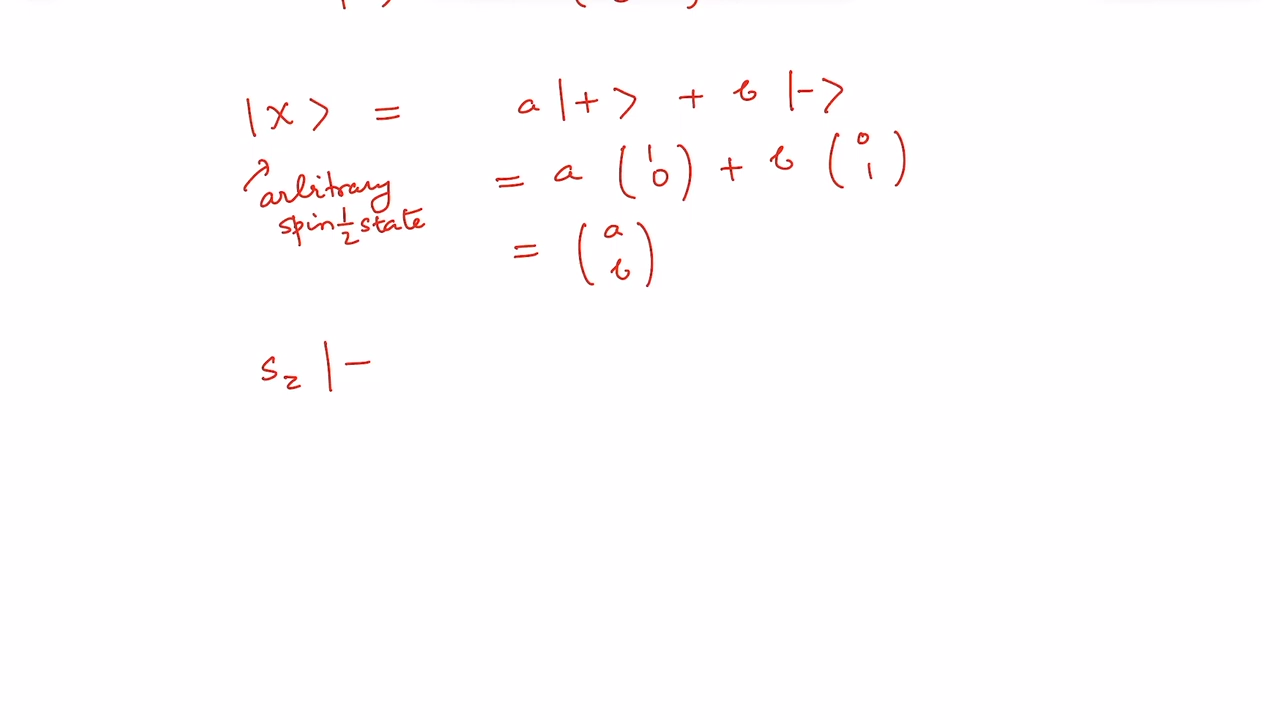 |χ⟩ = a |+⟩ + b |−⟩
arbitrary
spin ½ state
= a (1 0) + b (0 1)
= (a b)
S_z |−